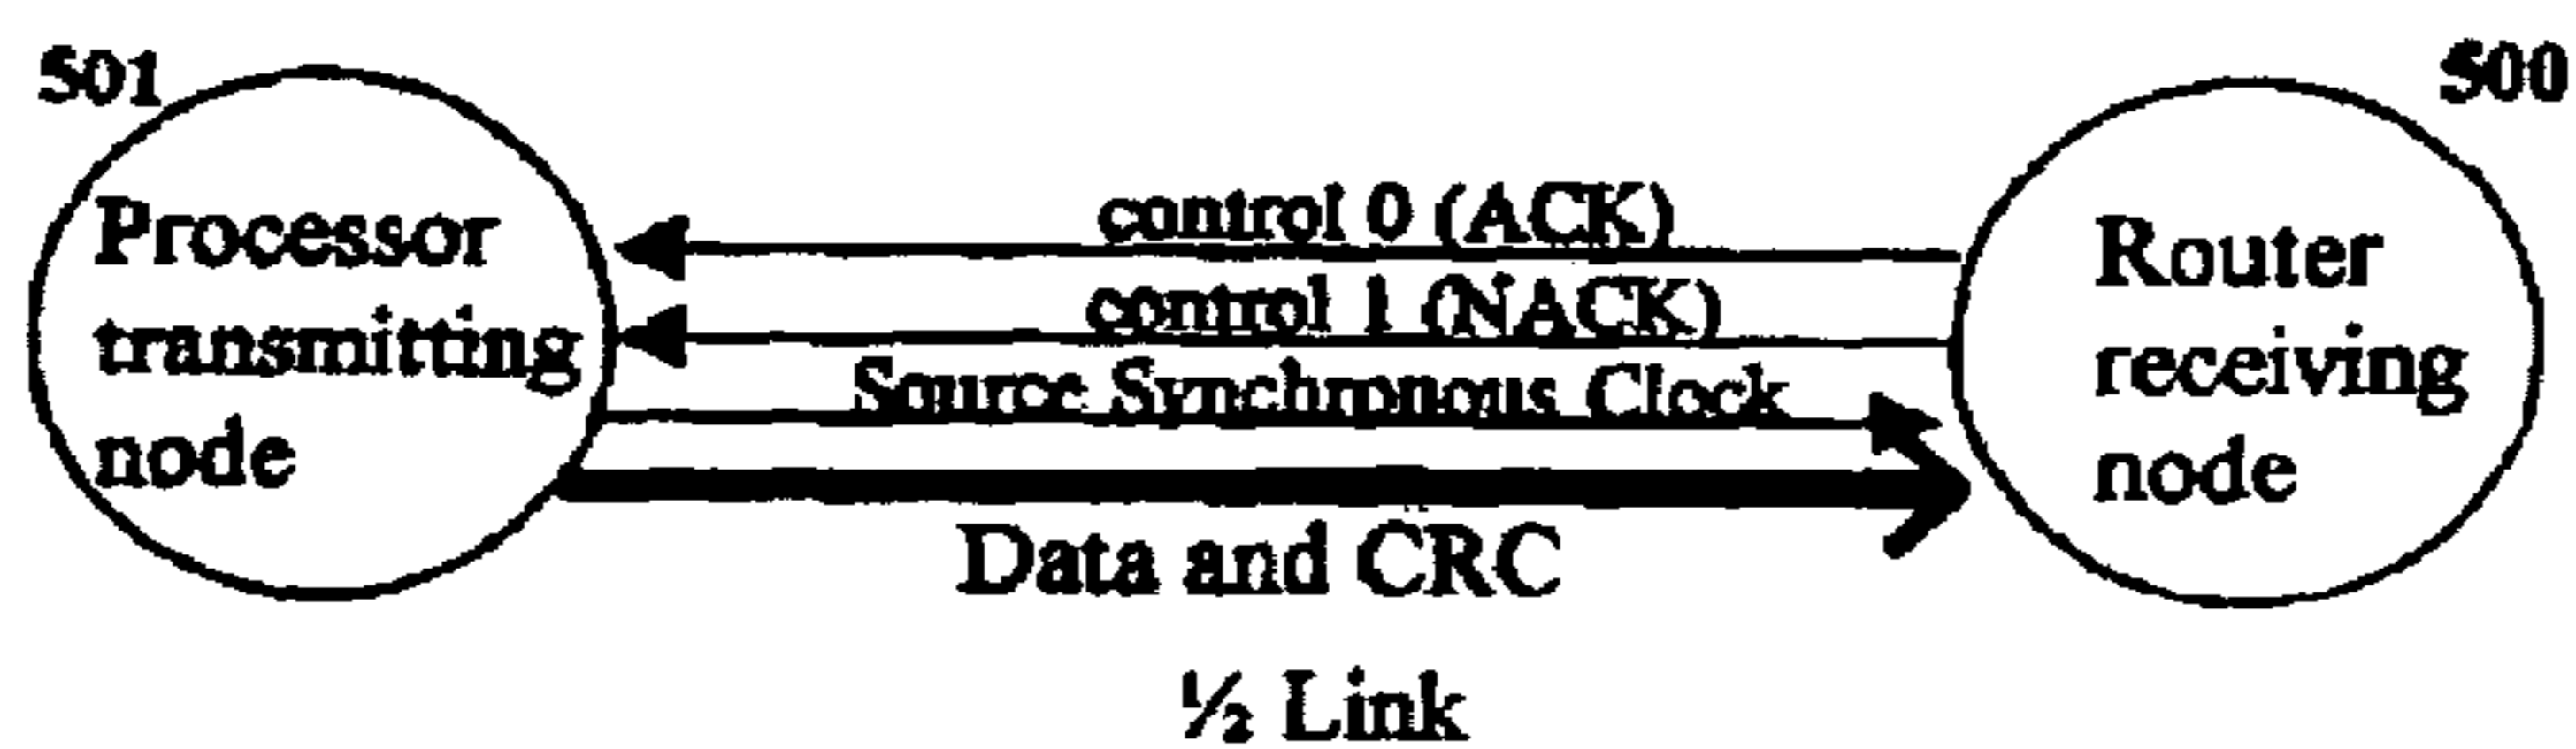 501
500
Processor
transmitting
node
control 0 (ACK)
control 1 (NACK)
Source Synchronous Clock
Data and CRC
Router
receiving
node
½ Link